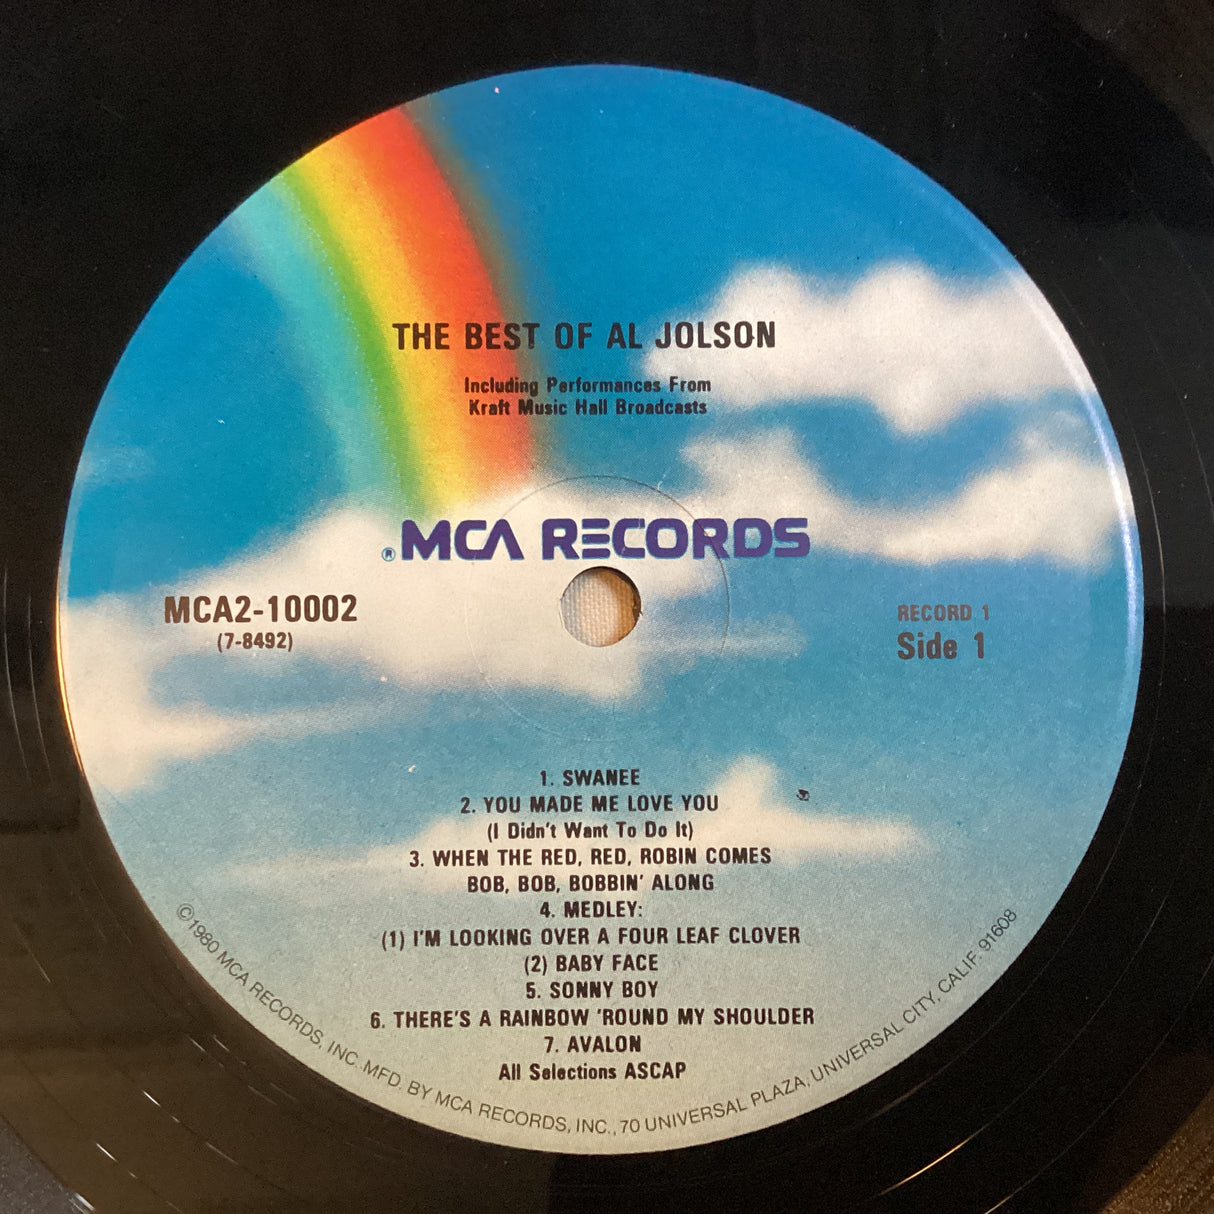 THE BEST OF AL JOLSON
Including Performances From
Kraft Music Hall Broadcasts
® MCA RECORDS
MCA2-10002
(7-8492)
RECORD 1
Side 1
1. SWANEE
2. YOU MADE ME LOVE YOU
(I Didn't Want To Do It)
3. WHEN THE RED, RED, ROBIN COMES
BOB, BOB, BOBBIN' ALONG
4. MEDLEY:
(1) I'M LOOKING OVER A FOUR LEAF CLOVER
(2) BABY FACE
5. SONNY BOY
6. THERE'S A RAINBOW 'ROUND MY SHOULDER
7. AVALON
All Selections ASCAP
©1980 MCA RECORDS, INC. MFD. BY MCA RECORDS, INC., 70 UNIVERSAL PLAZA, UNIVERSAL CITY, CALIF. 91608